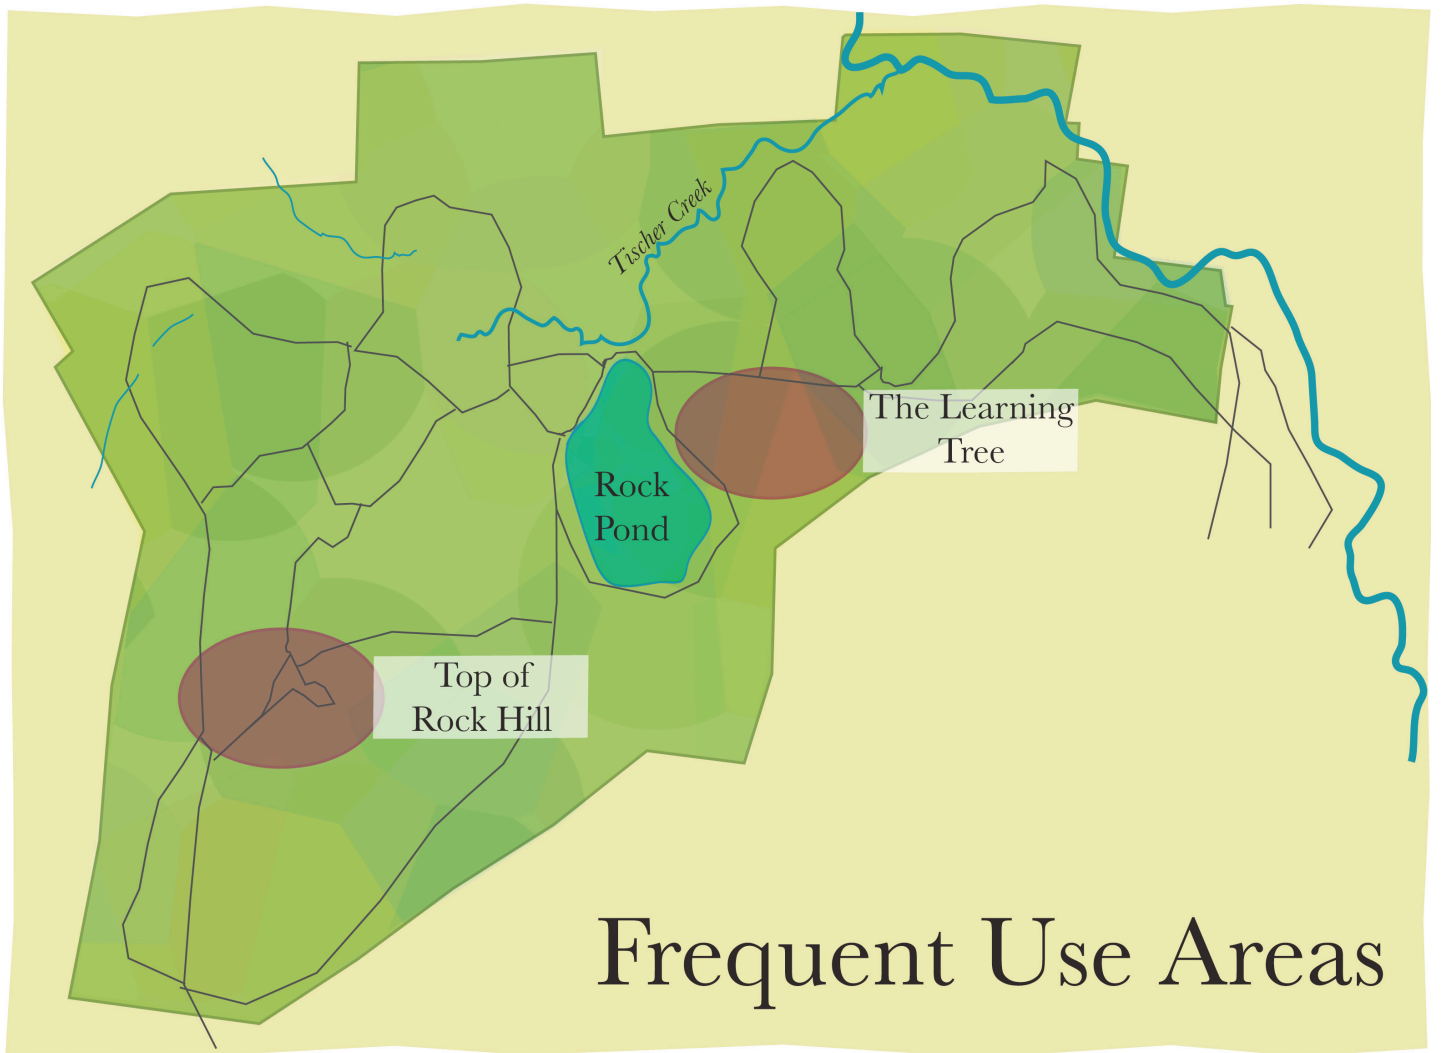 Tischer Creek
The Learning
Tree
Rock
Pond
Top of
Rock Hill
Frequent Use Areas